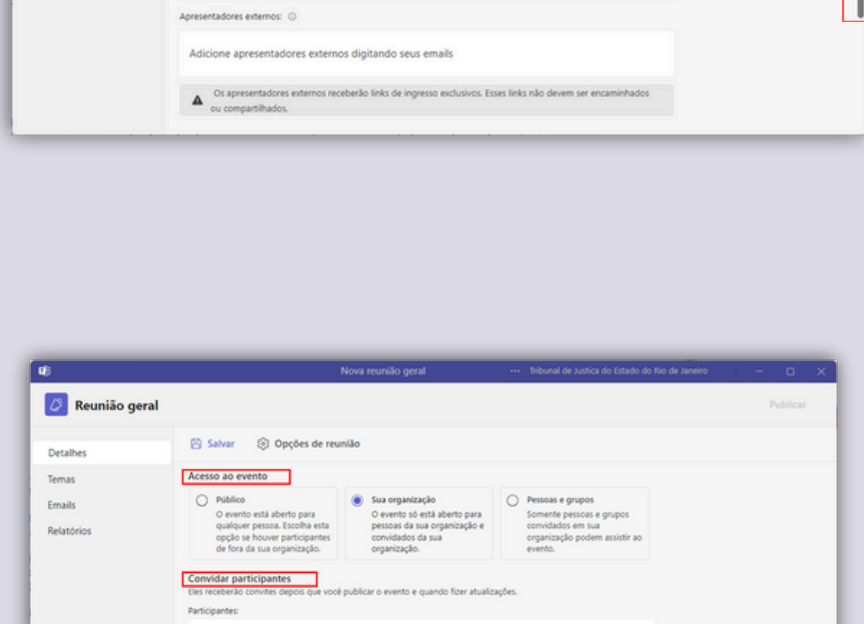 Apresentadores externos:
Adicione apresentadores externos digitando seus emails
Os apresentadores externos receberão links de ingresso exclusivos. Esses links não devem ser encaminhados
ou compartilhados.
Nova reunião geral
Tribunal de Justica do Estado do Rio de Janeiro
Reunião geral
Publicar
Salvar
Opções de reunião
Detalhes
Temas
Emails
Relatórios
Acesso ao evento
Público
O evento está aberto para
qualquer pessoa. Escolha esta
opção se houver participantes
de fora da sua organização.
Sua organização
O evento só está aberto para
pessoas da sua organização e
convidados da sua
organização.
Pessoas e grupos
Somente pessoas e grupos
convidados em sua
organização podem assistir ao
evento.
Convidar participantes
Eles receberão convites depois que você publicar o evento e quando fizer atualizações.
Participantes: